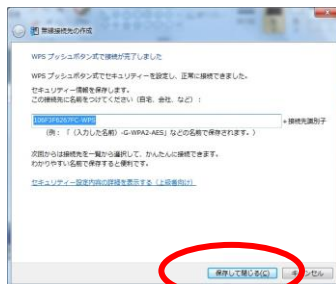 無線接続先の作成
WPS プッシュボタン式で接続が完了しました
WPS プッシュボタン式でセキュリティーを設定し、正常に接続できました。
セキュリティー情報を保存します。
この接続先に名前をつけてください(自宅、会社、など):
106F3F8267FC-WPS
+接続先識別子
(例:「(入力した名前)-G-WPA2-AES」などの名称で保存されます。)
次回からは接続先を一覧から選択して、かんたんに接続できます。
わかりやすい名前で保存すると便利です。
セキュリティー設定内容の詳細を表示する(上級者向け)
保存して閉じる(C)
キャンセル